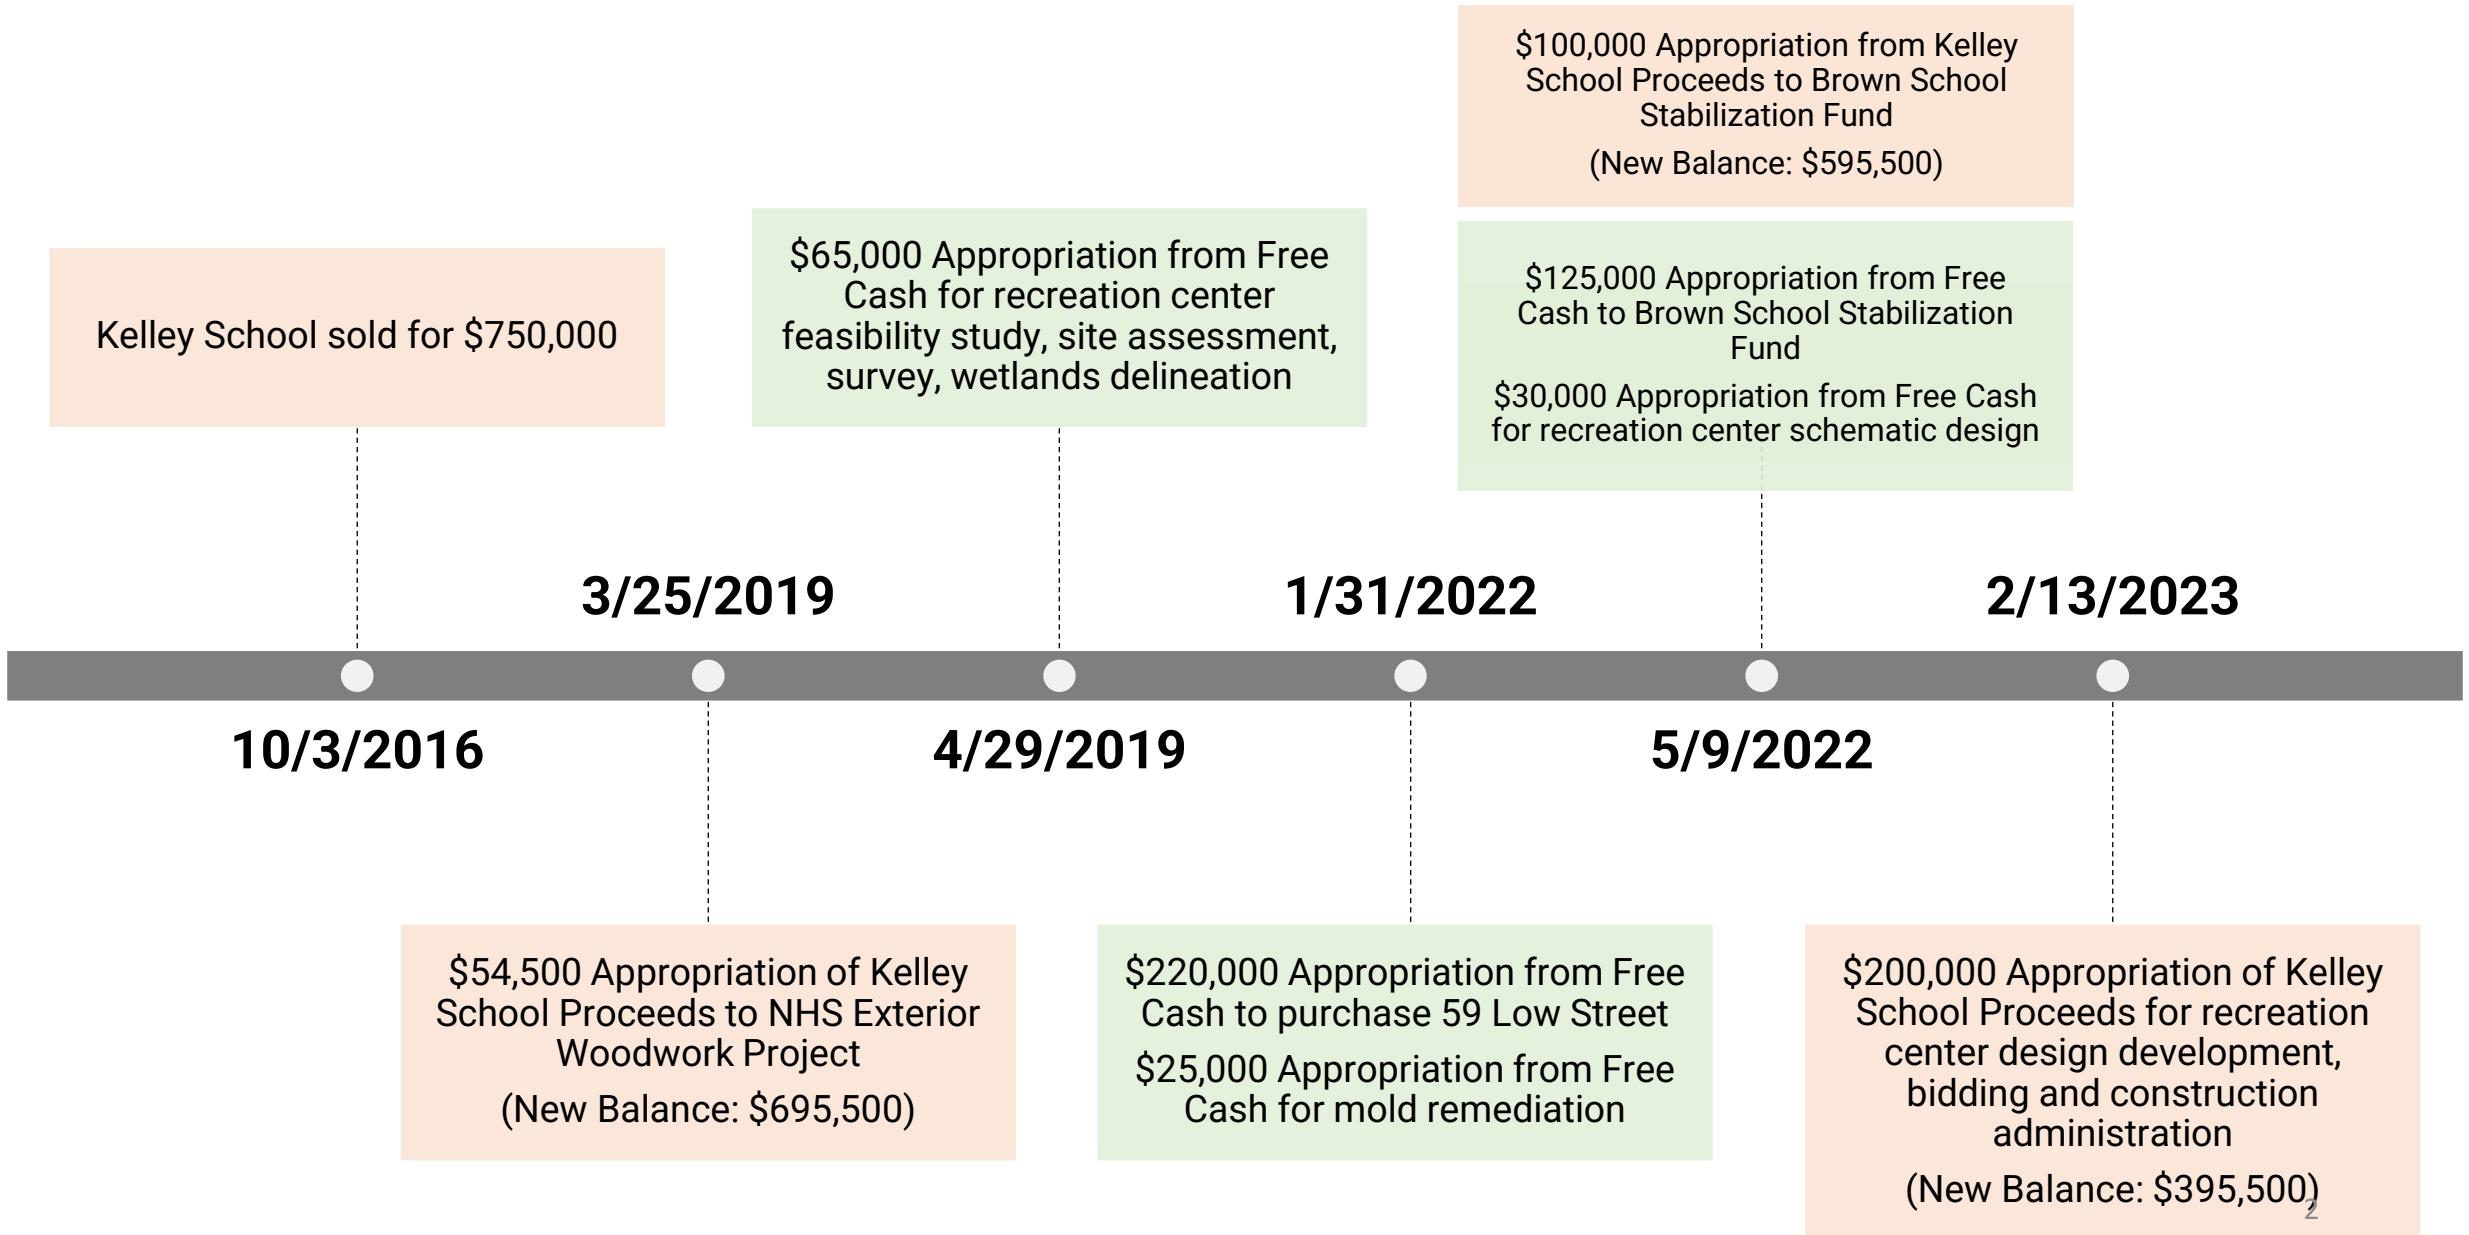 $100,000 Appropriation from Kelley
School Proceeds to Brown School
Stabilization Fund
(New Balance: $595,500)
$65,000 Appropriation from Free
Cash for recreation center
feasibility study, site assessment,
survey, wetlands delineation
Kelley School sold for $750,000
$125,000 Appropriation from Free
Cash to Brown School Stabilization
Fund
$30,000 Appropriation from Free Cash
for recreation center schematic design
3/25/2019
1/31/2022
2/13/2023
10/3/2016
4/29/2019
5/9/2022
$54,500 Appropriation of Kelley
School Proceeds to NHS Exterior
Woodwork Project
(New Balance: $695,500)
$220,000 Appropriation from Free
Cash to purchase 59 Low Street
$25,000 Appropriation from Free
Cash for mold remediation
$200,000 Appropriation of Kelley
School Proceeds for recreation
center design development,
bidding and construction
administration
(New Balance: $395,500)
2